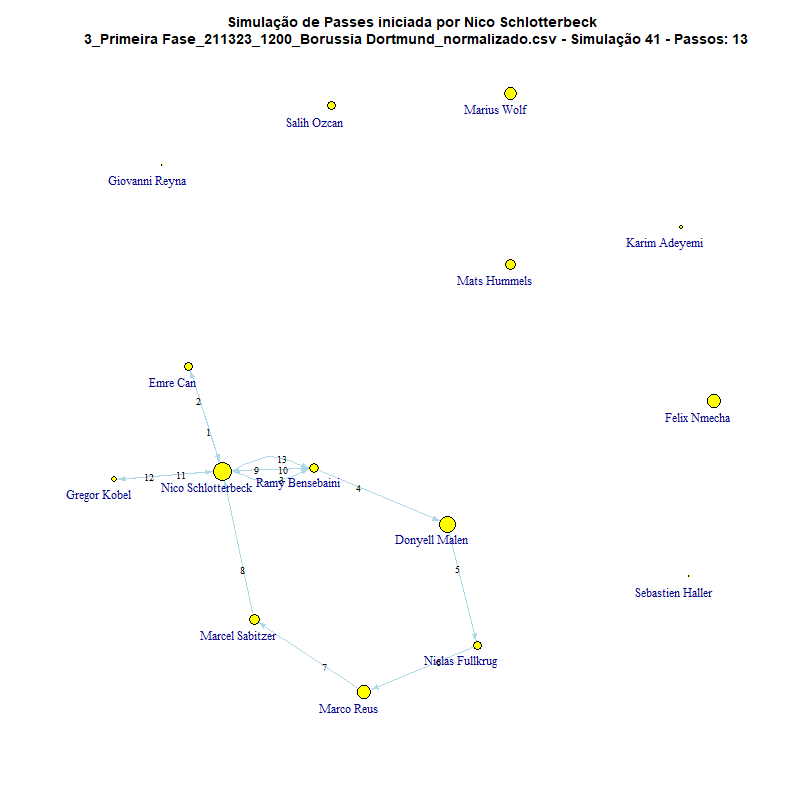 Simulação de Passes iniciada por Nico Schlotterbeck
3_Primeira Fase_211323_1200_Borussia Dortmund_normalizado.csv - Simulação 41 - Passos: 13
Marius Wolf
Salih Ozcan
Giovanni Reyna
Karim Adeyemi
Mats Hummels
Emre Can
2
Felix Nmecha
1
13
9
10
12
11
3
Ramy Bensebaini
Nico Schlotterbeck
4
Gregor Kobel
Donyell Malen
5
8
Sebastien Haller
Marcel Sabitzer
Niclas Fullkrug
6
7
Marco Reus